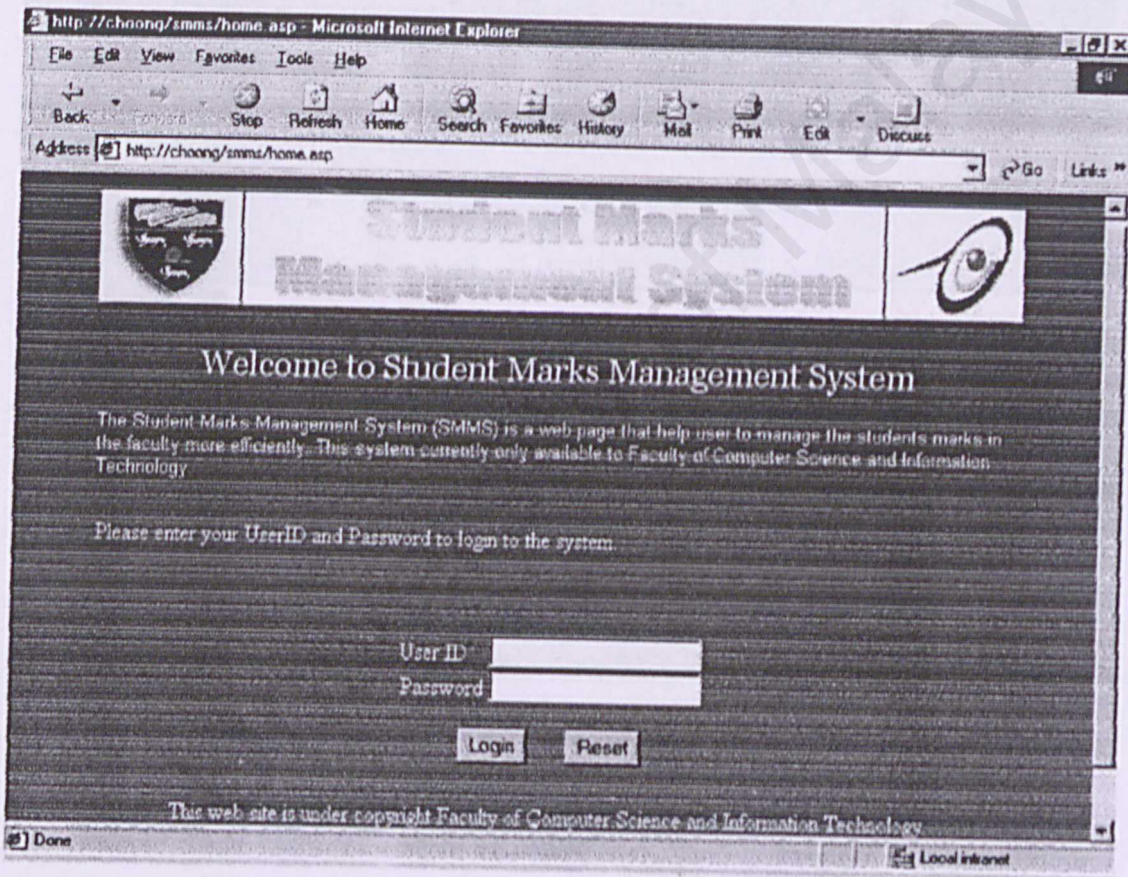 http://choong/smms/home.asp - Microsoft Internet Explorer
File Edit View Favorites Tools Help
Back Forward Stop Refresh Home Search Favorites History Mail Print Edit Discuss
Address http://choong/smms/home.asp Go Links »
Student Marks
Management System
Welcome to Student Marks Management System
The Student Marks Management System (SMMS) is a web page that help user to manage the students marks in
the faculty more efficiently. This system currently only available to Faculty of Computer Science and Information
Technology
Please enter your UserID and Password to login to the system.
User ID
Password
Login Reset
This web site is under copyright Faculty of Computer Science and Information Technology.
Done Local intranet